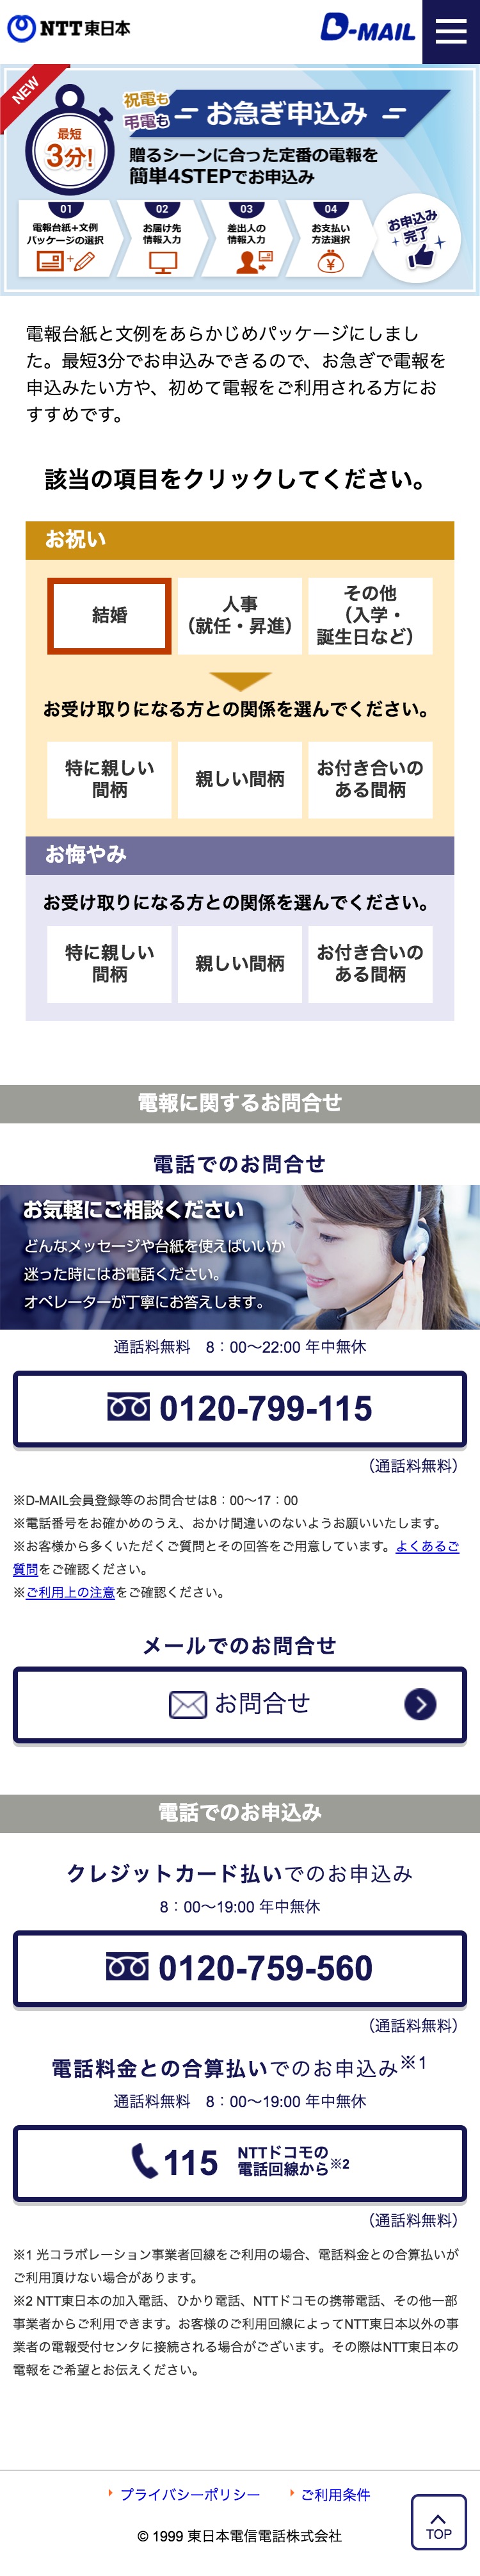 NTT東日本
D-MAIL
NEW
最短
3分!
祝電も
弔電も
お急ぎ申込み
贈るシーンに合った定番の電報を
簡単4STEPでお申込み
01
電報台紙+文例
パッケージの選択
02
お届け先
情報入力
03
差出人の
情報入力
04
お支払い
方法選択
お申込み
完了
電報台紙と文例をあらかじめパッケージにしまし
た。最短3分でお申込みできるので、お急ぎで電報を
申込みたい方や、初めて電報をご利用される方にお
すすめです。
該当の項目をクリックしてください。
お祝い
結婚
人事
(就任・昇進)
その他
(入学・
誕生日など)
お受け取りになる方との関係を選んでください。
特に親しい
間柄
親しい間柄
お付き合いの
ある間柄
お悔やみ
お受け取りになる方との関係を選んでください。
特に親しい
間柄
親しい間柄
お付き合いの
ある間柄
電報に関するお問合せ
電話でのお問合せ
お気軽にご相談ください
どんなメッセージや台紙を使えばいいか
迷った時にはお電話ください。
オペレーターが丁寧にお答えします。
通話料無料 8:00~22:00 年中無休
0120-799-115
(通話料無料)
※D-MAIL会員登録等のお問合せは8:00~17:00
※電話番号をお確かめのうえ、おかけ間違いのないようお願いいたします。
※お客様から多くいただくご質問とその回答をご用意しています。よくあるご
質問をご確認ください。
※ご利用上の注意をご確認ください。
メールでのお問合せ
お問合せ
電話でのお申込み
クレジットカード払いでのお申込み
8:00~19:00 年中無休
0120-759-560
(通話料無料)
電話料金との合算払いでのお申込み※1
通話料無料 8:00~19:00 年中無休
115 NTTドコモの
電話回線から※2
(通話料無料)
※1 光コラボレーション事業者回線をご利用の場合、電話料金との合算払いが
ご利用頂けない場合があります。
※2 NTT東日本の加入電話、ひかり電話、NTTドコモの携帯電話、その他一部
事業者からご利用できます。お客様のご利用回線によってNTT東日本以外の事
業者の電報受付センタに接続される場合がございます。その際はNTT東日本の
電報をご希望とお伝えください。
プライバシーポリシー
ご利用条件
TOP
© 1999 東日本電信電話株式会社